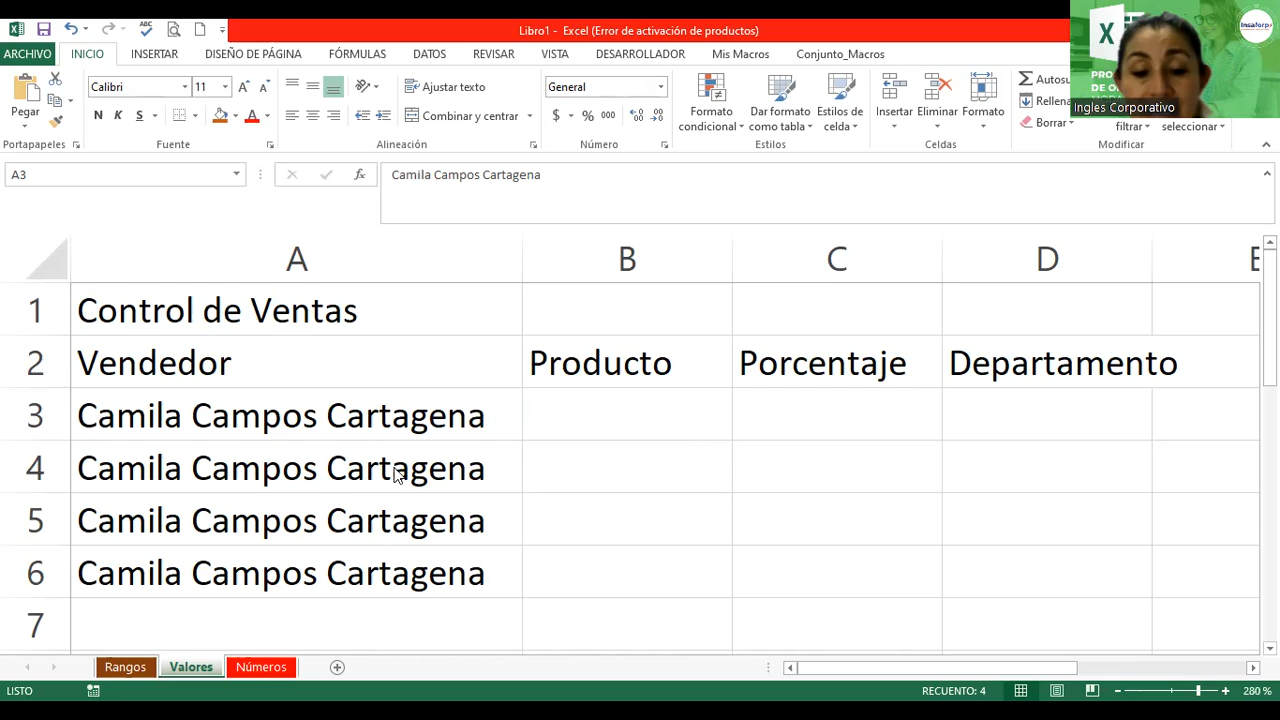 Libro1 - Excel (Error de activación de productos)
ARCHIVO INICIO INSERTAR DISEÑO DE PÁGINA FÓRMULAS DATOS REVISAR VISTA DESARROLLADOR Mis Macros Conjunto_Macros
Pegar
Calibri 11
N K S
Ajustar texto
Combinar y centrar
General
$ % 000
Formato condicional
Dar formato como tabla
Estilos de celda
Insertar
Eliminar
Formato
Autosu
Rellena
Borrar
filtrar
seleccionar
Portapapeles Fuente Alineación Número Estilos Celdas Modificar
Insaforp
Ingles Corporativo
A3 fx Camila Campos Cartagena
A B C D E
1 Control de Ventas
2 Vendedor Producto Porcentaje Departamento
3 Camila Campos Cartagena
4 Camila Campos Cartagena
5 Camila Campos Cartagena
6 Camila Campos Cartagena
7
Rangos Valores Números
LISTO RECUENTO: 4 280 %